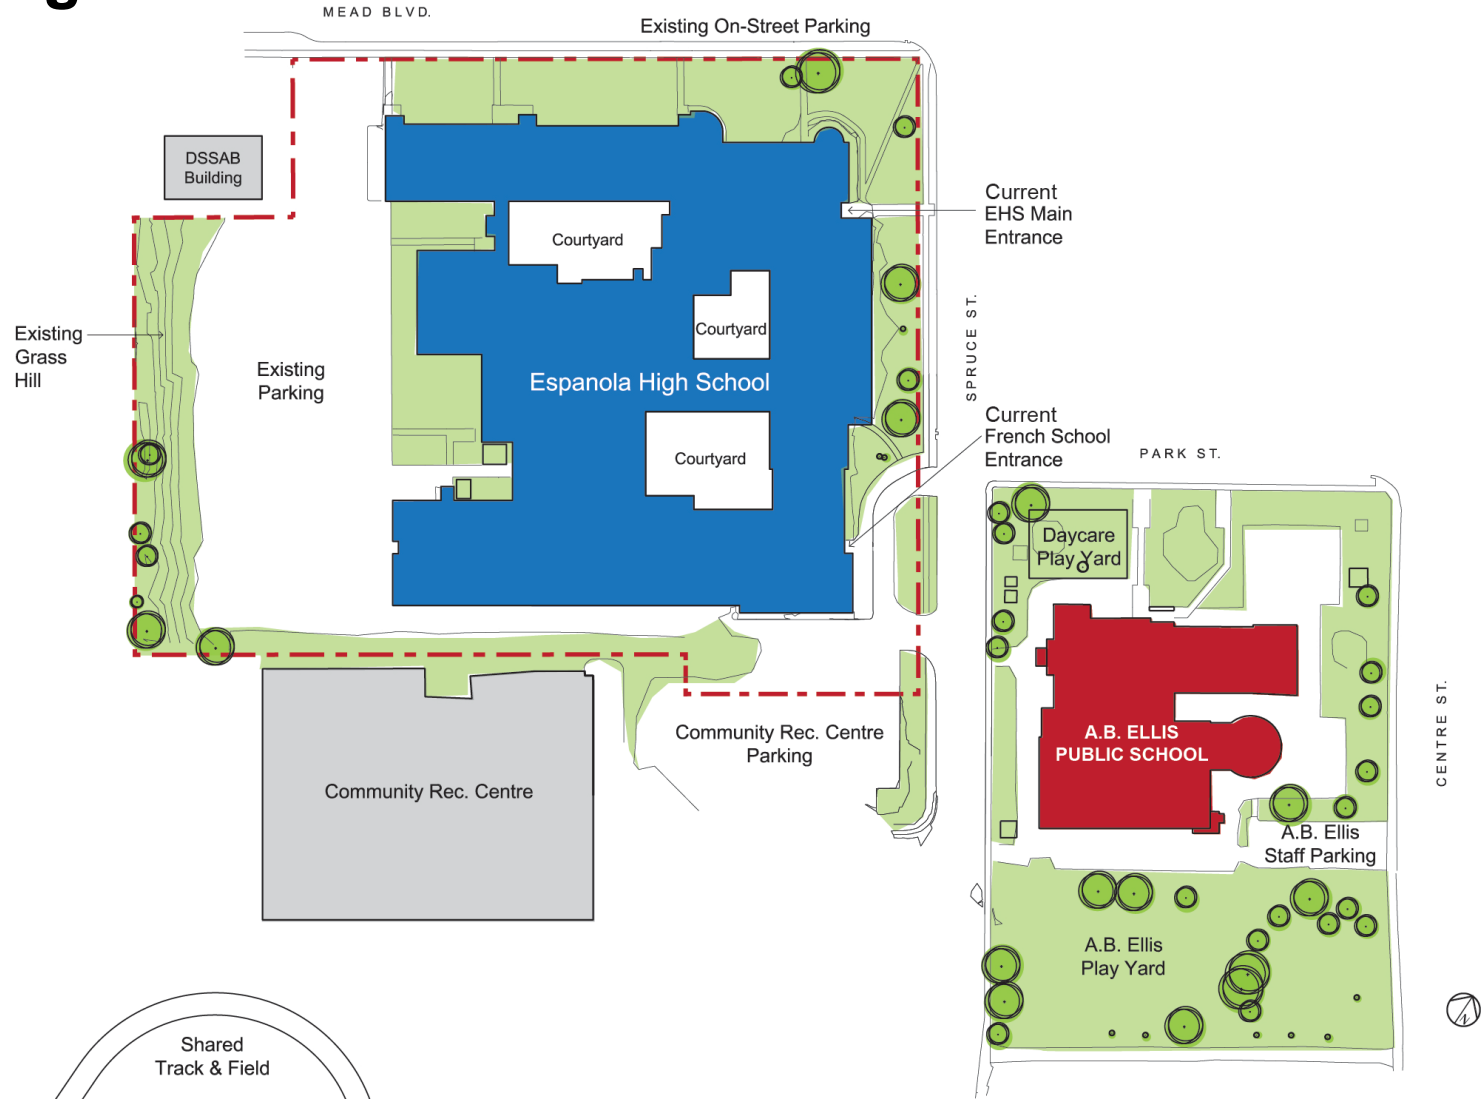 g
MEAD BLVD.
Existing On-Street Parking
DSSAB
Building
Courtyard
Current
EHS Main
Entrance
Existing
Grass
Hill
Existing
Parking
Courtyard
Espanola High School
SPRUCE ST.
Current
French School
Entrance
Courtyard
PARK ST.
Daycare
Play Yard
A.B. ELLIS
PUBLIC SCHOOL
CENTRE ST.
Community Rec. Centre
Parking
Community Rec. Centre
A.B. Ellis
Staff Parking
A.B. Ellis
Play Yard
N
Shared
Track & Field